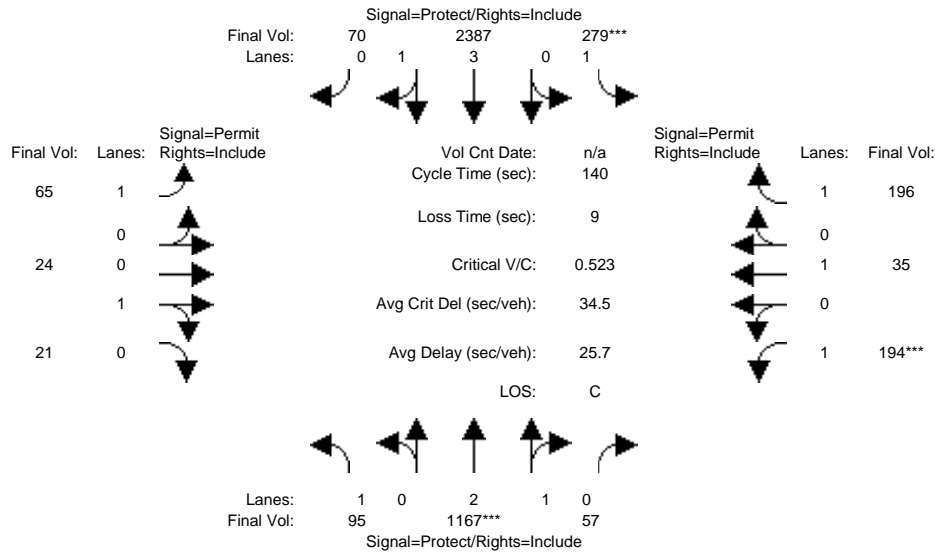 Signal=Protect/Rights=Include
Final Vol: 70 2387 279***
Lanes: 0 1 3 0 1
Signal=Permit
Final Vol: Lanes: Rights=Include
Vol Cnt Date: n/a
Signal=Permit
Rights=Include Lanes: Final Vol:
Cycle Time (sec): 140
65 1
1 196
Loss Time (sec): 9
0
0
24 0
Critical V/C: 0.523
1 35
1
Avg Crit Del (sec/veh): 34.5
0
21 0
Avg Delay (sec/veh): 25.7
1 194***
LOS: C
Lanes: 1 0 2 1 0
Final Vol: 95 1167*** 57
Signal=Protect/Rights=Include